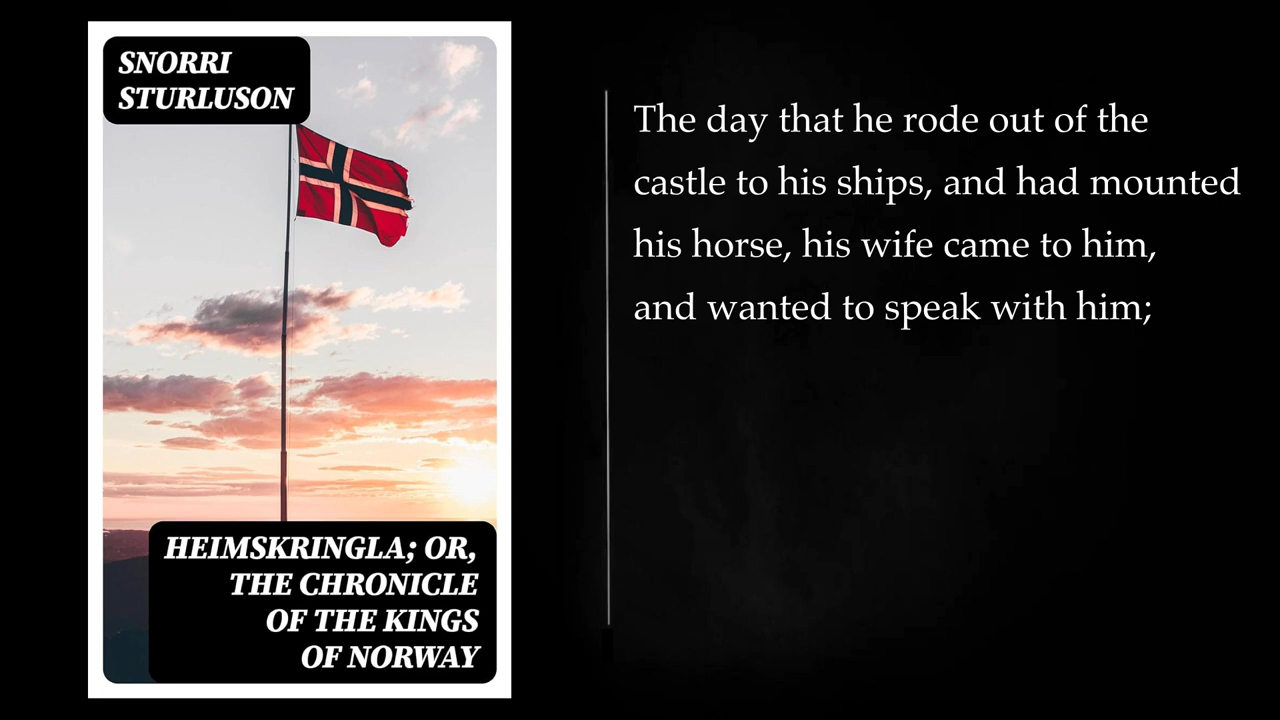 SNORRI
STURLUSON
HEIMSKRINGLA; OR,
THE CHRONICLE
OF THE KINGS
OF NORWAY
The day that he rode out of the
castle to his ships, and had mounted
his horse, his wife came to him,
and wanted to speak with him;